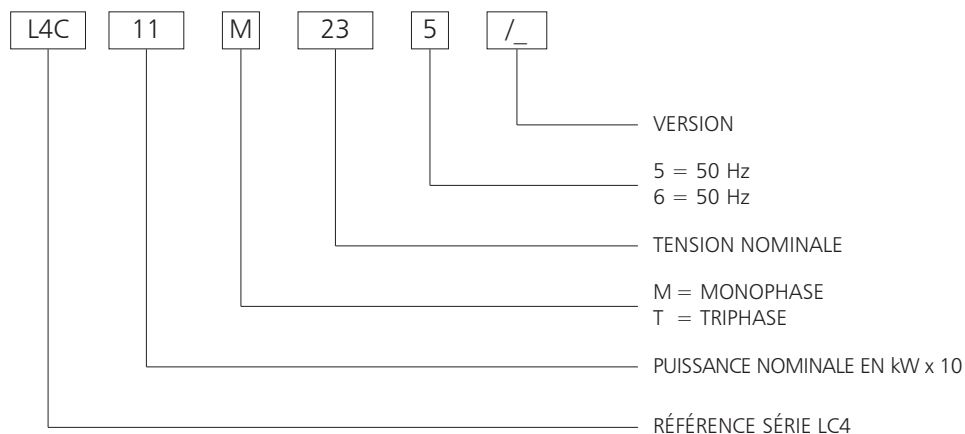 L4C 11 M 23 5 /_
VERSION
5 = 50 Hz
6 = 50 Hz
TENSION NOMINALE
M = MONOPHASE
T = TRIPHASE
PUISSANCE NOMINALE EN kW x 10
RÉFÉRENCE SÉRIE LC4